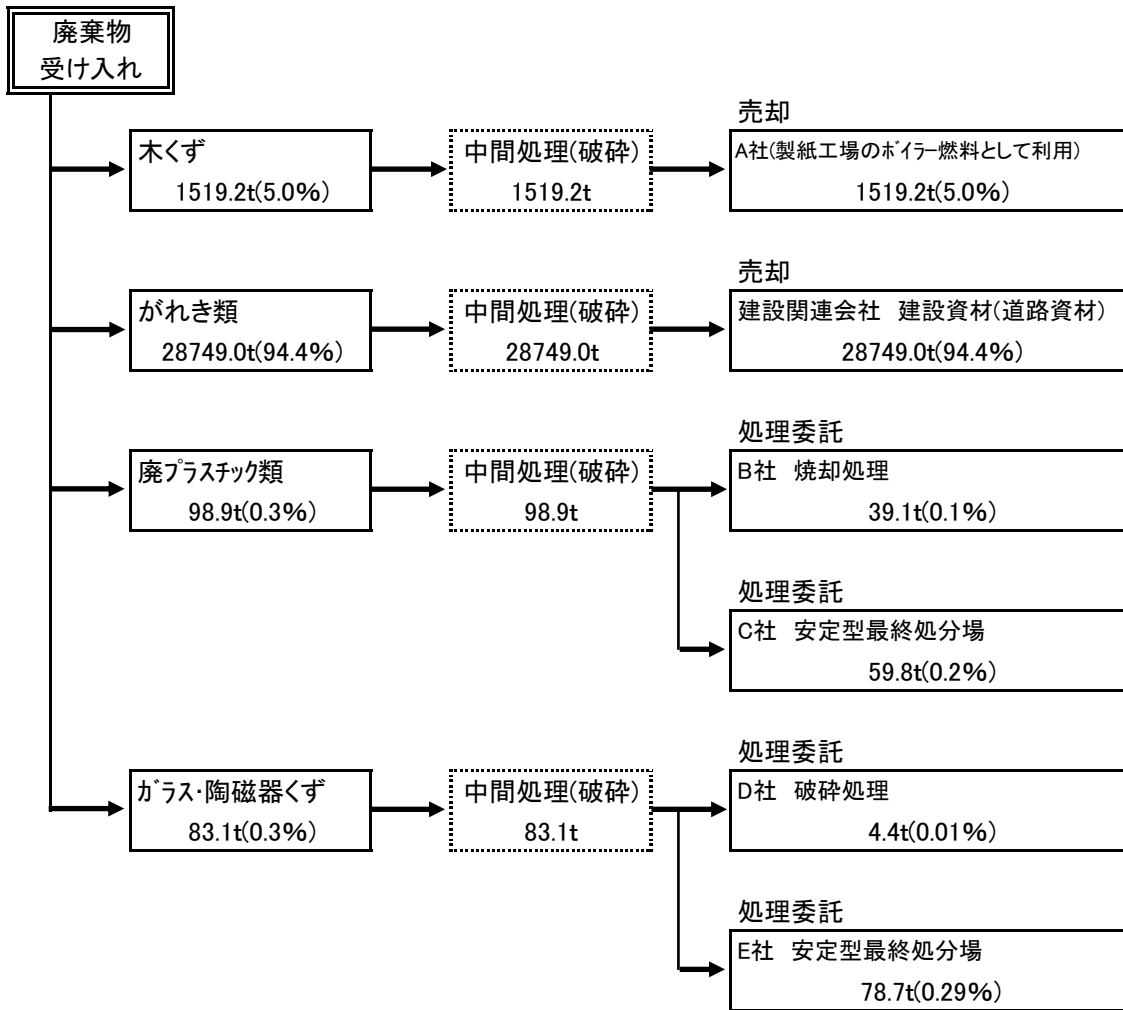 廃棄物
受け入れ
木くず
1519.2t(5.0%)
中間処理(破砕)
1519.2t
売却
A社(製紙工場のﾎﾞｲﾗｰ燃料として利用)
1519.2t(5.0%)
がれき類
28749.0t(94.4%)
中間処理(破砕)
28749.0t
売却
建設関連会社　建設資材(道路資材)
28749.0t(94.4%)
廃ﾌﾟﾗｽﾁｯｸ類
98.9t(0.3%)
中間処理(破砕)
98.9t
処理委託
B社　焼却処理
39.1t(0.1%)
処理委託
C社　安定型最終処分場
59.8t(0.2%)
ｶﾞﾗｽ･陶磁器くず
83.1t(0.3%)
中間処理(破砕)
83.1t
処理委託
D社　破砕処理
4.4t(0.01%)
処理委託
E社　安定型最終処分場
78.7t(0.29%)